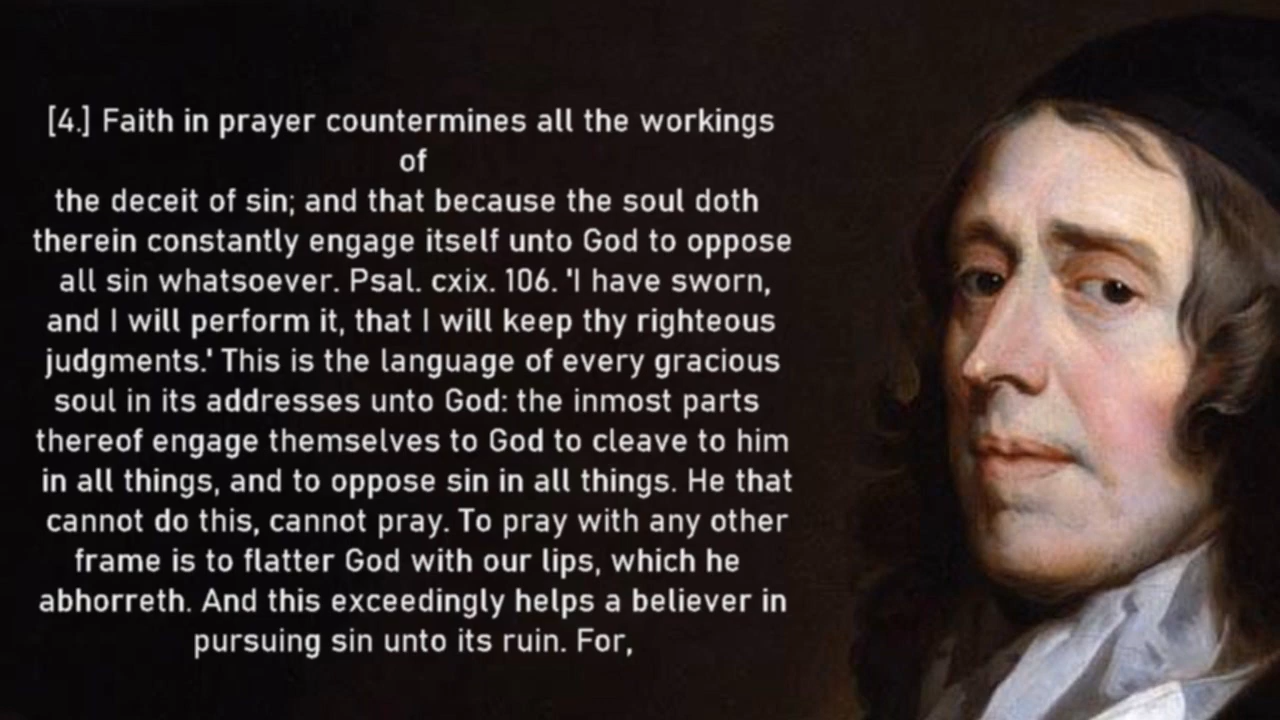 [4.] Faith in prayer countermines all the workings
of
the deceit of sin; and that because the soul doth
therein constantly engage itself unto God to oppose
all sin whatsoever. Psal. cxix. 106. 'I have sworn,
and I will perform it, that I will keep thy righteous
judgments.' This is the language of every gracious
soul in its addresses unto God: the inmost parts
thereof engage themselves to God to cleave to him
in all things, and to oppose sin in all things. He that
cannot do this, cannot pray. To pray with any other
frame is to flatter God with our lips, which he
abhorreth. And this exceedingly helps a believer in
pursuing sin unto its ruin. For,